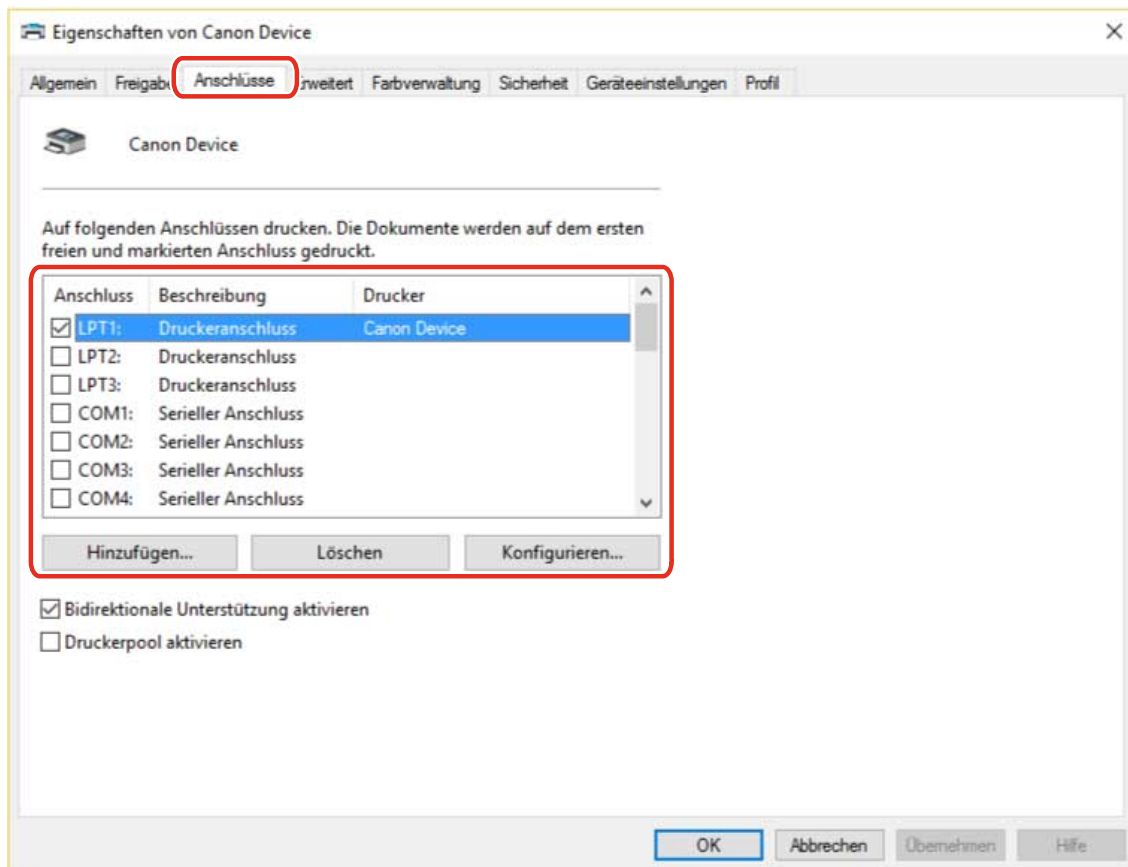 Eigenschaften von Canon Device
Allgemein Freigabe Anschlüsse Erweitert Farbverwaltung Sicherheit Geräteeinstellungen Profil
Canon Device
Auf folgenden Anschlüssen drucken. Die Dokumente werden auf dem ersten
freien und markierten Anschluss gedruckt.
Anschluss Beschreibung Drucker
LPT1: Druckeranschluss Canon Device
LPT2: Druckeranschluss
LPT3: Druckeranschluss
COM1: Serieller Anschluss
COM2: Serieller Anschluss
COM3: Serieller Anschluss
COM4: Serieller Anschluss
Hinzufügen... Löschen Konfigurieren...
Bidirektionale Unterstützung aktivieren
Druckerpool aktivieren
OK Abbrechen Übernehmen Hilfe